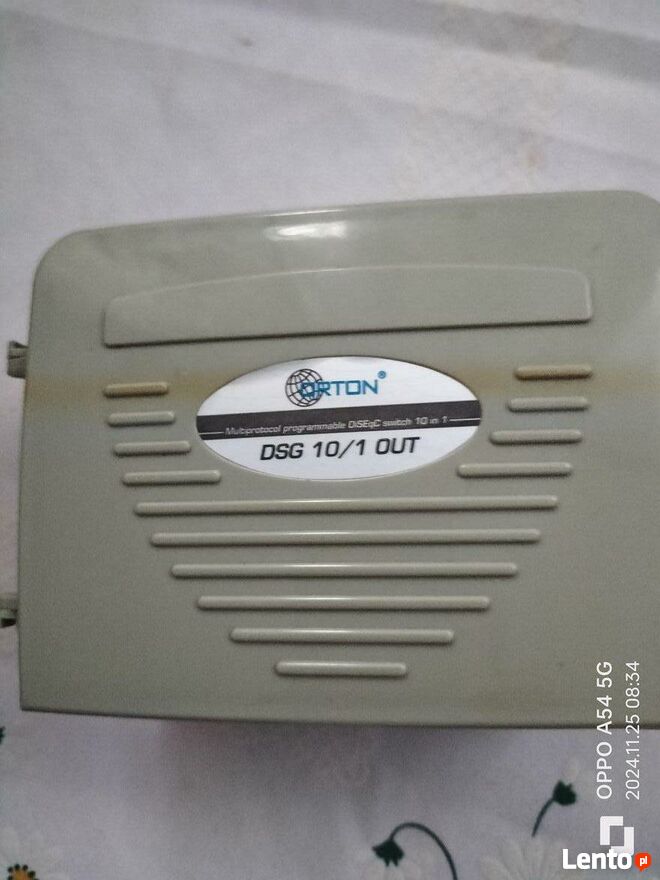 ORTON®
Multiprotocol programmable DiSEqC switch 10 in 1
DSG 10/1 OUT
OPPO A54 5G
2024.11.25 08:34
Lento.pl